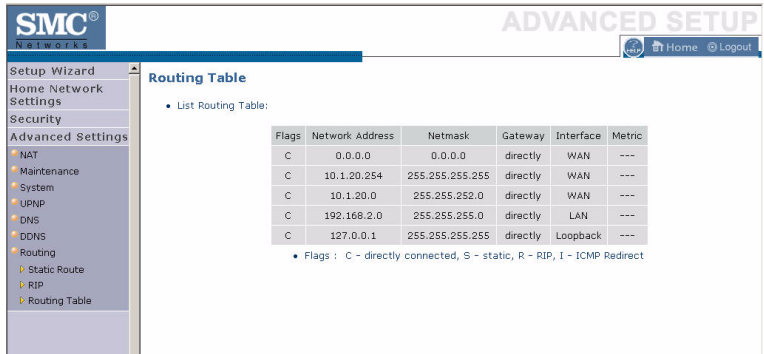 SMC®
Networks
ADVANCED SETUP
HELP Home Logout
Setup Wizard
Home Network Settings
Security
Advanced Settings
NAT
Maintenance
System
UPNP
DNS
DDNS
Routing
Static Route
RIP
Routing Table
Routing Table
• List Routing Table:
Flags Network Address Netmask Gateway Interface Metric
C 0.0.0.0 0.0.0.0 directly WAN ---
C 10.1.20.254 255.255.255.255 directly WAN ---
C 10.1.20.0 255.255.252.0 directly WAN ---
C 192.168.2.0 255.255.255.0 directly LAN ---
C 127.0.0.1 255.255.255.255 directly Loopback ---
• Flags : C - directly connected, S - static, R - RIP, I - ICMP Redirect